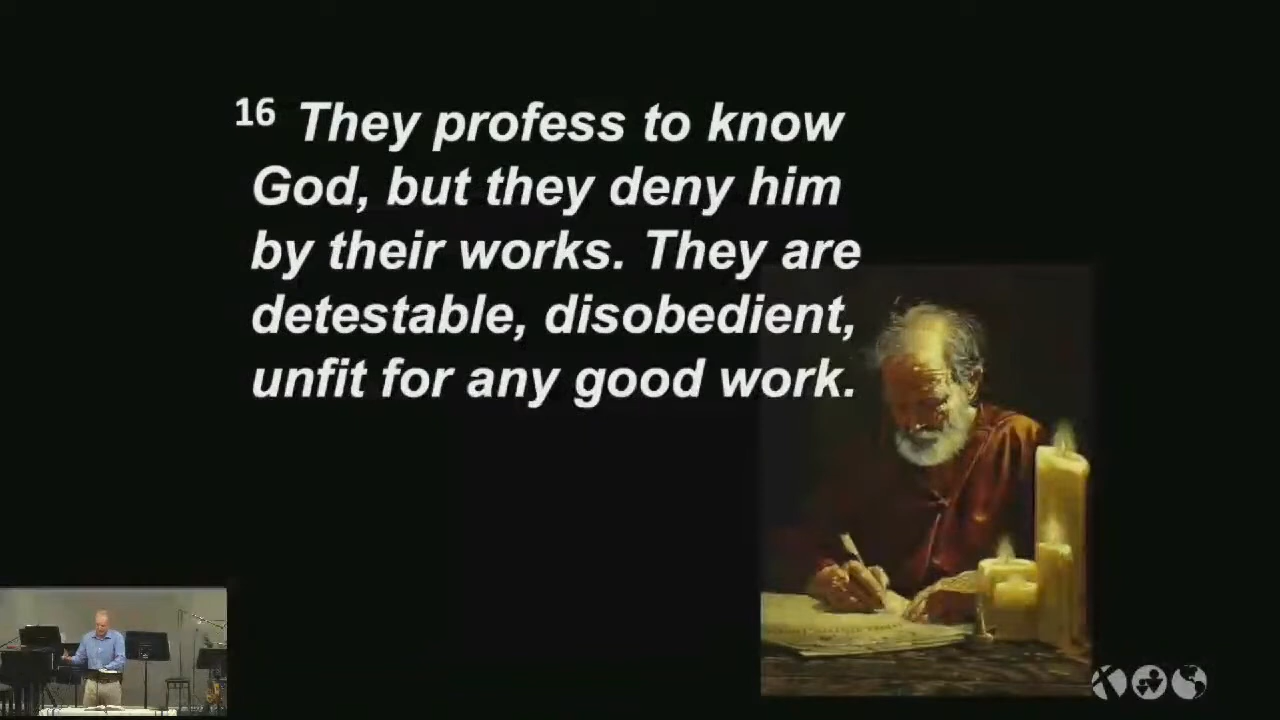 16 They profess to know
God, but they deny him
by their works. They are
detestable, disobedient,
unfit for any good work.